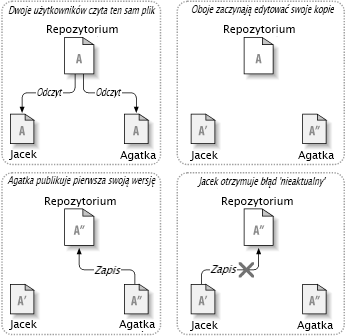 Dwoje użytkowników czyta ten sam plik
Repozytorium
A
Odczyt
Odczyt
A
A
Jacek
Agatka
Oboje zaczynają edytować swoje kopie
Repozytorium
A
A'
A"
Jacek
Agatka
Agatka publikuje pierwsza swoją wersję
Repozytorium
A"
Zapis
A'
A"
Jacek
Agatka
Jacek otrzymuje błąd 'nieaktualny'
Repozytorium
A"
Zapis
A'
A"
Jacek
Agatka